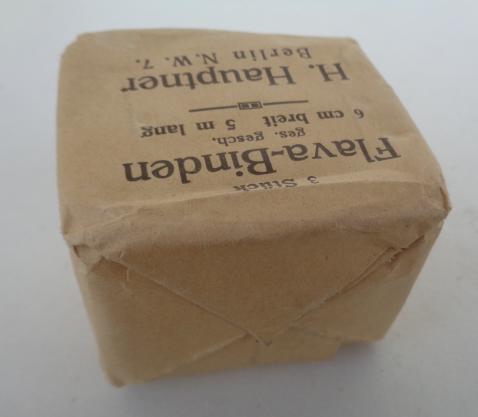 3 Stück
Flava-Binden
ges. gesch.
6 cm breit 5 m lang
H. Hauptner
Berlin N.W. 7.